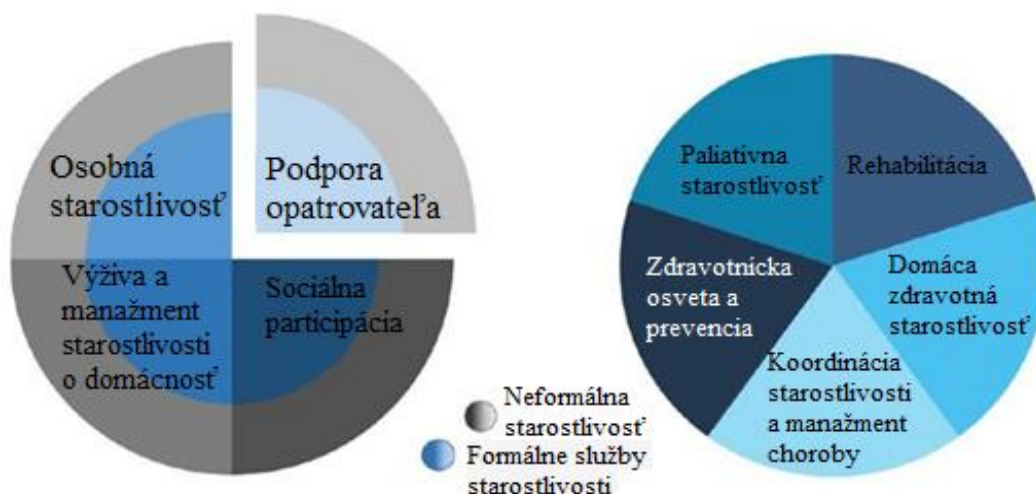 Osobná
starostlivosť
Podpora
opatrovateľa
Výživa a
manažment
starostlivosti
o domácnosť
Sociálna
participácia
Neformálna
starostlivosť
Formálne služby
starostlivosti
Paliatívna
starostlivosť
Rehabilitácia
Zdravotnícka
osveta a
prevencia
Domáca
zdravotná
starostlivosť
Koordinácia
starostlivosti
a manažment
choroby